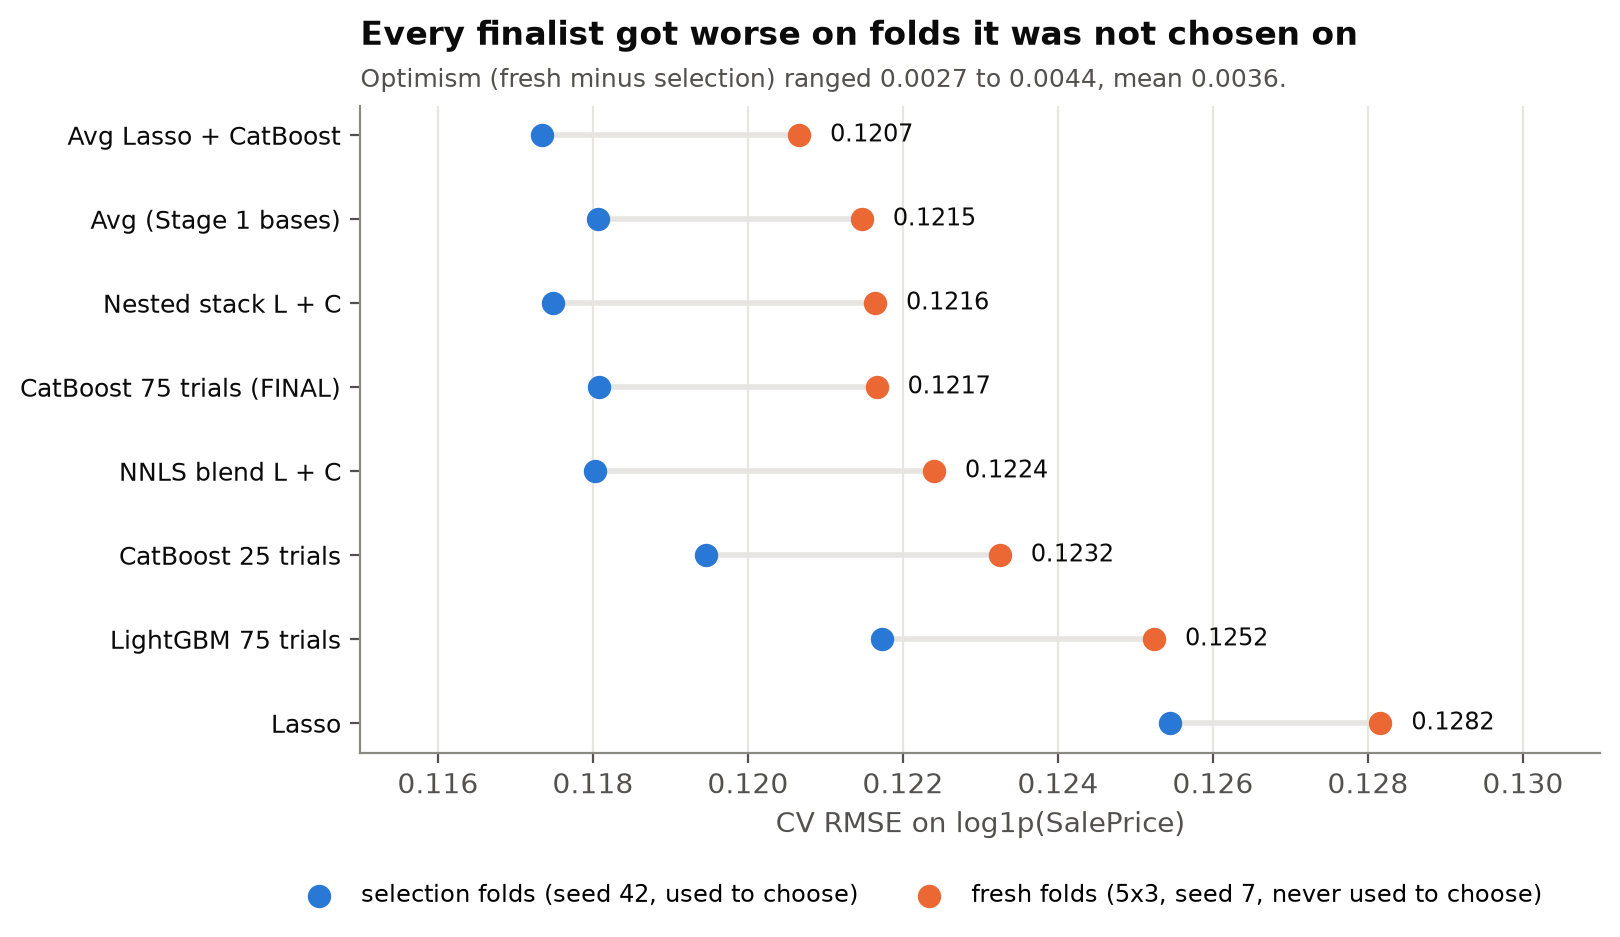 Every finalist got worse on folds it was not chosen on
Optimism (fresh minus selection) ranged 0.0027 to 0.0044, mean 0.0036.
Avg Lasso + CatBoost
0.1207
Avg (Stage 1 bases)
0.1215
Nested stack L + C
0.1216
CatBoost 75 trials (FINAL)
0.1217
NNLS blend L + C
0.1224
CatBoost 25 trials
0.1232
LightGBM 75 trials
0.1252
Lasso
0.1282
0.116 0.118 0.120 0.122 0.124 0.126 0.128 0.130
CV RMSE on log1p(SalePrice)
selection folds (seed 42, used to choose)
fresh folds (5x3, seed 7, never used to choose)